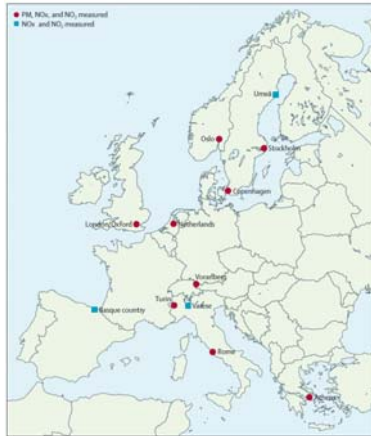 PM, NOx, and NO₂ measured
NOx and NO₂ measured
Umeå
Oslo
Stockholm
Copenhagen
London/Oxford
Netherlands
Vorarlberg
Turin
Varese
Basque country
Rome
Athens